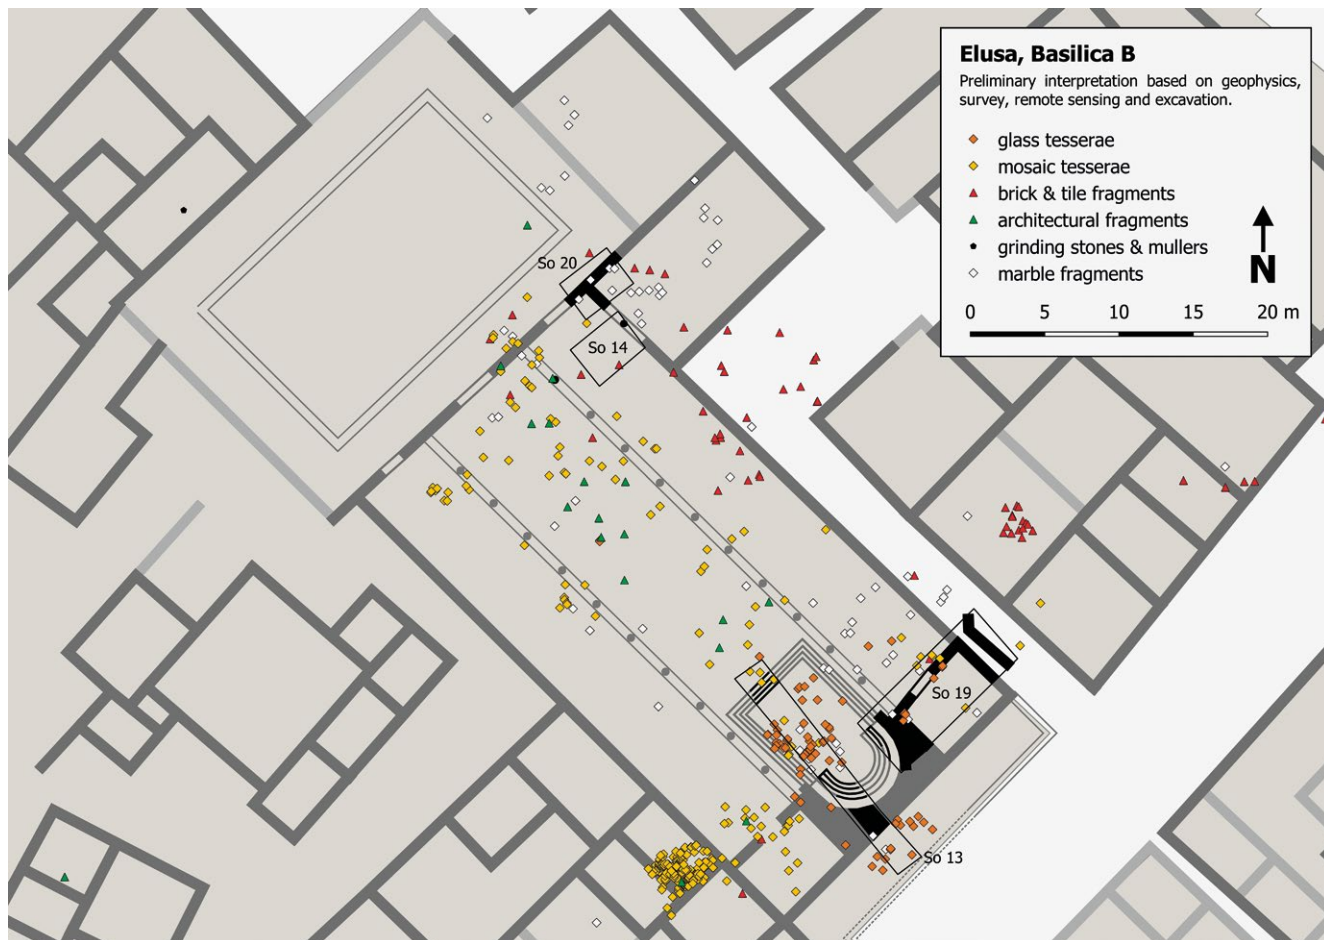 Elusa, Basilica B
Preliminary interpretation based on geophysics,
survey, remote sensing and excavation.
glass tesserae
mosaic tesserae
brick & tile fragments
architectural fragments
grinding stones & mullers
marble fragments
N
0 5 10 15 20 m
So 20
So 14
So 19
So 13